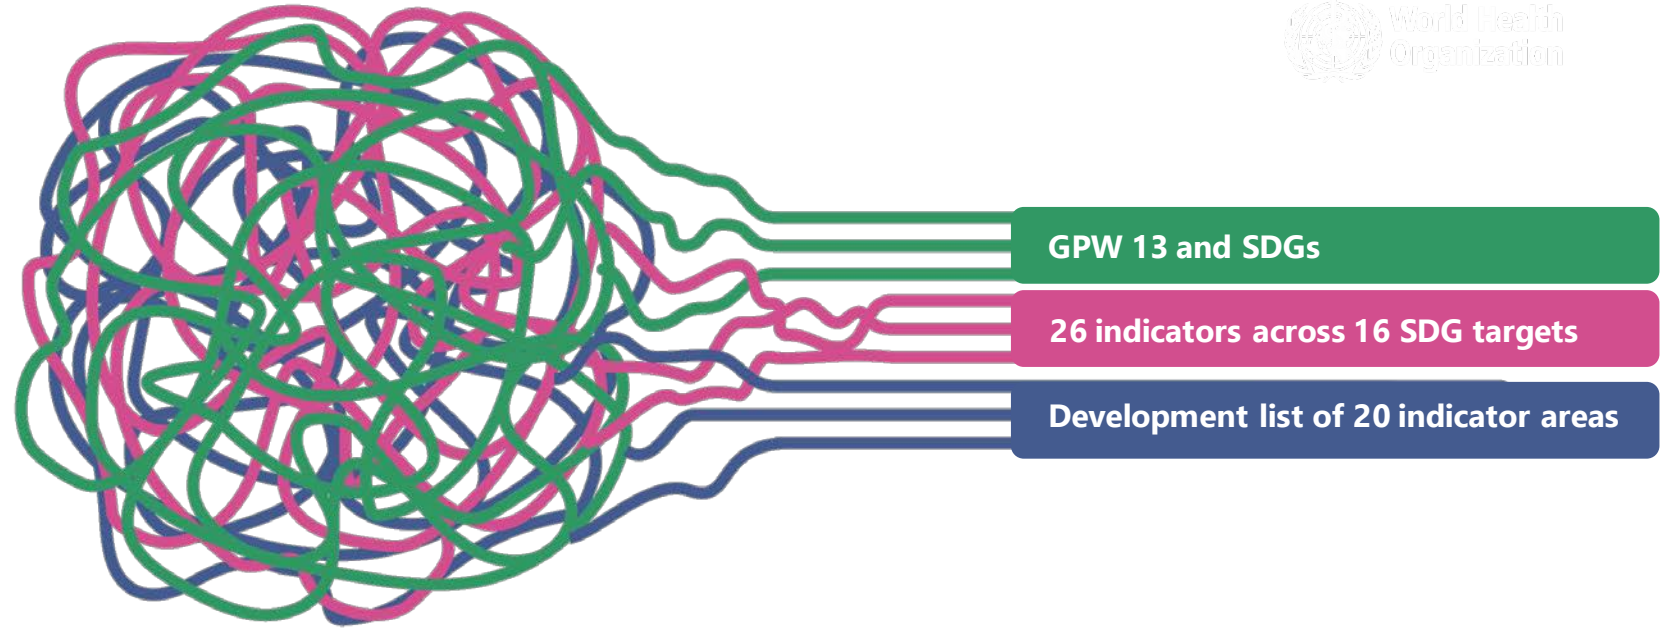 World Health
Organization
GPW 13 and SDGs
26 indicators across 16 SDG targets
Development list of 20 indicator areas